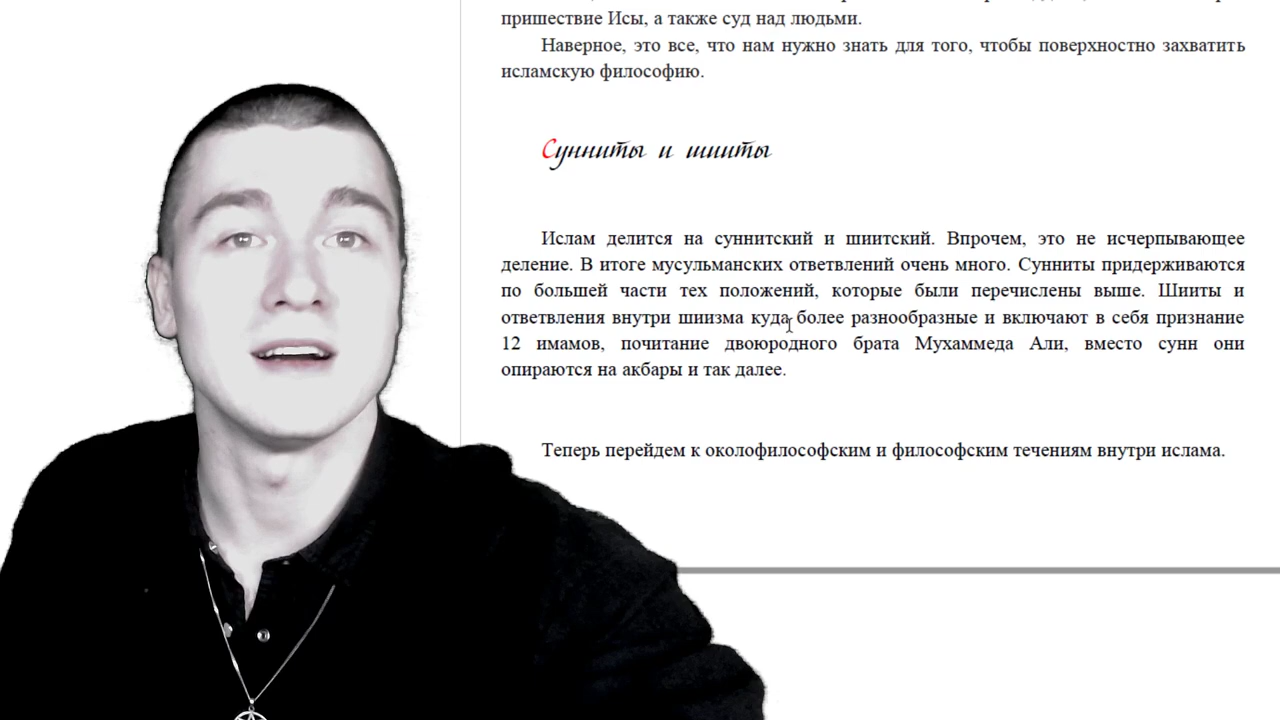 пришествие Исы, а также суд над людьми.
Наверное, это все, что нам нужно знать для того, чтобы поверхностно захватить
исламскую философию.
Сунниты и шииты
Ислам делится на суннитский и шиитский. Впрочем, это не исчерпывающее
деление. В итоге мусульманских ответвлений очень много. Сунниты придерживаются
по большей части тех положений, которые были перечислены выше. Шииты и
ответвления внутри шиизма куда более разнообразные и включают в себя признание
12 имамов, почитание двоюродного брата Мухаммеда Али, вместо сунн они
опираются на акбары и так далее.
Теперь перейдем к околофилософским и философским течениям внутри ислама.